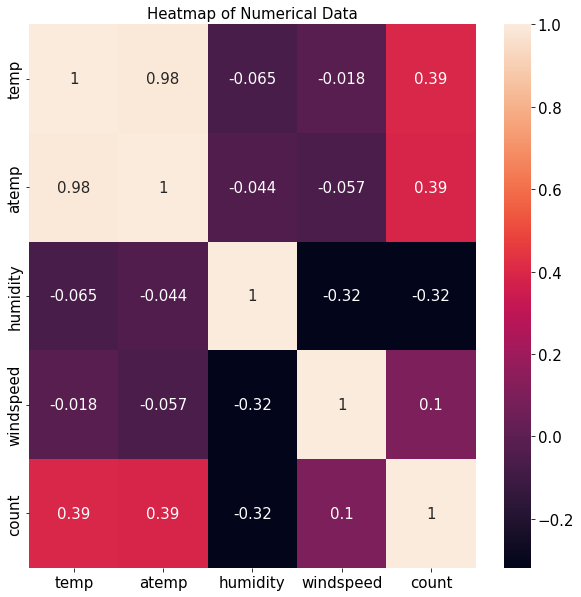 Heatmap of Numerical Data
temp 1 0.98 -0.065 -0.018 0.39
atemp 0.98 1 -0.044 -0.057 0.39
humidity -0.065 -0.044 1 -0.32 -0.32
windspeed -0.018 -0.057 -0.32 1 0.1
count 0.39 0.39 -0.32 0.1 1
temp atemp humidity windspeed count
1.0
0.8
0.6
0.4
0.2
0.0
−0.2